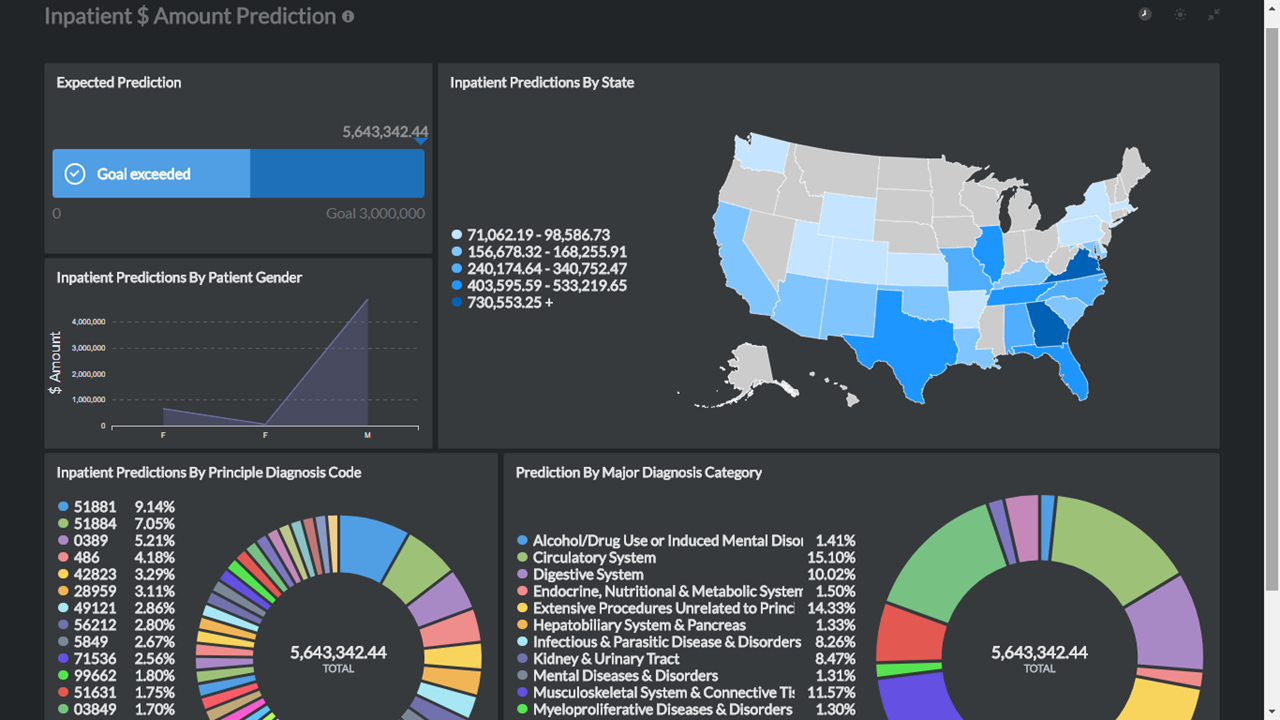 Inpatient $ Amount Prediction
Expected Prediction
5,643,342.44
Goal exceeded
0
Goal 3,000,000
Inpatient Predictions By State
71,062.19 - 98,586.73
156,678.32 - 168,255.91
240,174.64 - 340,752.47
403,595.59 - 533,219.65
730,553.25 +
Inpatient Predictions By Patient Gender
$ Amount
4,000,000
3,000,000
2,000,000
1,000,000
0
F
F
M
Inpatient Predictions By Principle Diagnosis Code
51881 9.14%
51884 7.05%
0389 5.21%
486 4.18%
42823 3.29%
28959 3.11%
49121 2.86%
56212 2.80%
5849 2.67%
71536 2.56%
99662 1.80%
51631 1.75%
03849 1.70%
5,643,342.44
TOTAL
Prediction By Major Diagnosis Category
Alcohol/Drug Use or Induced Mental Disor 1.41%
Circulatory System 15.10%
Digestive System 10.02%
Endocrine, Nutritional & Metabolic System 1.50%
Extensive Procedures Unrelated to Princi 14.33%
Hepatobiliary System & Pancreas 1.33%
Infectious & Parasitic Disease & Disorders 8.26%
Kidney & Urinary Tract 8.47%
Mental Diseases & Disorders 1.31%
Musculoskeletal System & Connective Tis 11.57%
Myeloproliferative Diseases & Disorders 1.30%
5,643,342.44
TOTAL